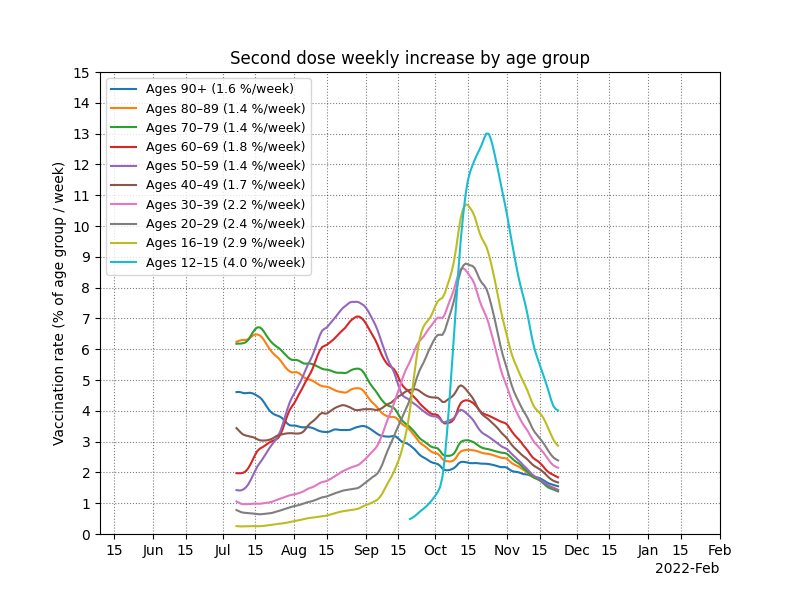 Second dose weekly increase by age group
Vaccination rate (% of age group / week)
15
14
13
12
11
10
9
8
7
6
5
4
3
2
1
0
Ages 90+ (1.6 %/week)
Ages 80–89 (1.4 %/week)
Ages 70–79 (1.4 %/week)
Ages 60–69 (1.8 %/week)
Ages 50–59 (1.4 %/week)
Ages 40–49 (1.7 %/week)
Ages 30–39 (2.2 %/week)
Ages 20–29 (2.4 %/week)
Ages 16–19 (2.9 %/week)
Ages 12–15 (4.0 %/week)
15 Jun 15 Jul 15 Aug 15 Sep 15 Oct 15 Nov 15 Dec 15 Jan 15 Feb
2022-Feb